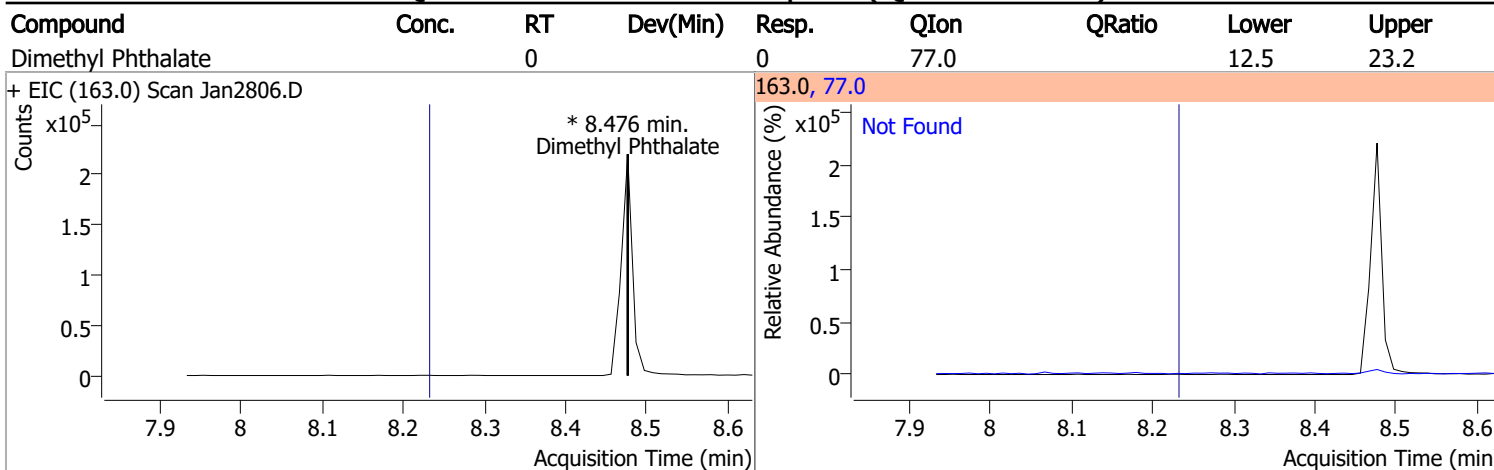 Compound Conc. RT Dev(Min) Resp. QIon QRatio Lower Upper
Dimethyl Phthalate 0 0 77.0 12.5 23.2
+ EIC (163.0) Scan Jan2806.D
Counts
x10⁵
* 8.476 min.
Dimethyl Phthalate
2
1.5
1
0.5
0
7.9 8 8.1 8.2 8.3 8.4 8.5 8.6
Acquisition Time (min)
163.0, 77.0
Relative Abundance (%)
x10⁵
Not Found
2
1.5
1
0.5
0
7.9 8 8.1 8.2 8.3 8.4 8.5 8.6
Acquisition Time (min